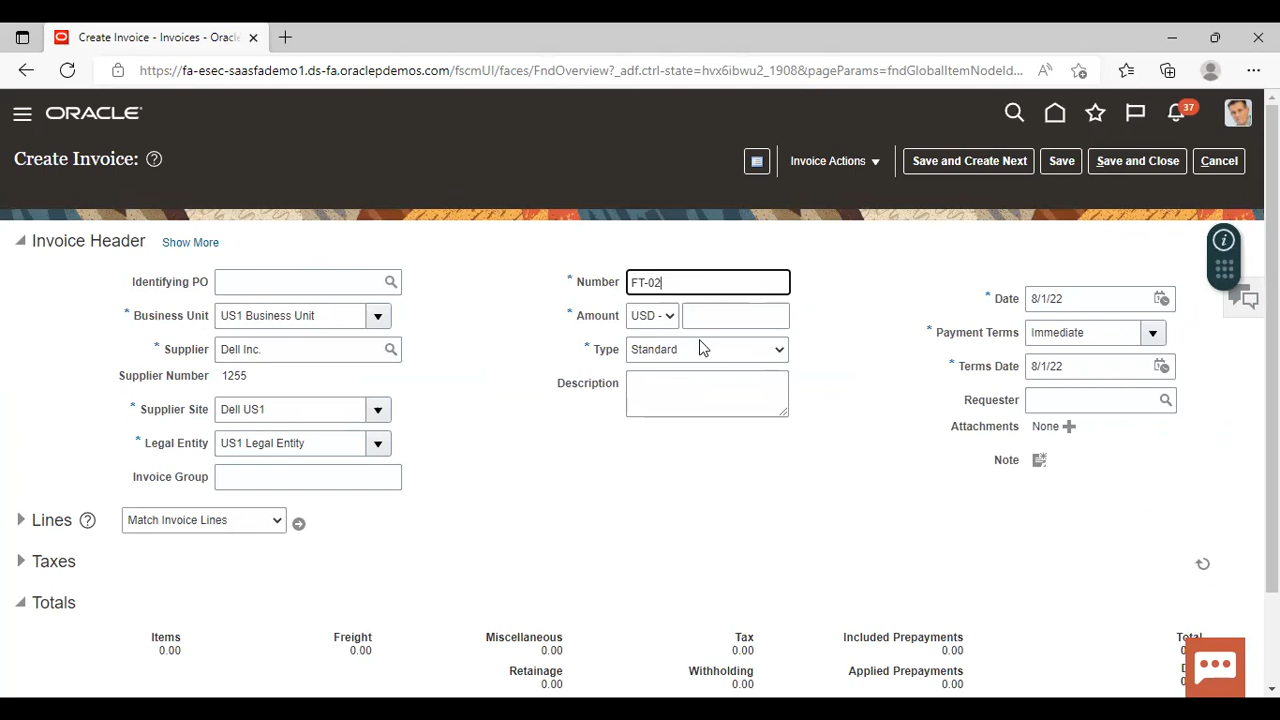 Create Invoice - Invoices - Oracl
https://fa-esec-saasfademo1.ds-fa.oraclepdemos.com/fscmUI/faces/FndOverview?_adf.ctrl-state=hvx6ibwu2_1908&pageParams=fndGlobalItemNodeId...
ORACLE
37
Create Invoice:
Invoice Actions
Save and Create Next
Save
Save and Close
Cancel
Invoice Header
Show More
Identifying PO
* Business Unit US1 Business Unit
* Supplier Dell Inc.
Supplier Number 1255
* Supplier Site Dell US1
* Legal Entity US1 Legal Entity
Invoice Group
* Number FT-02
* Amount USD -
* Type Standard
Description
* Date 8/1/22
* Payment Terms Immediate
* Terms Date 8/1/22
Requester
Attachments None
Note
Lines Match Invoice Lines
Taxes
Totals
Items Freight Miscellaneous Tax Included Prepayments
0.00 0.00 0.00 0.00 0.00
Retainage Withholding Applied Prepayments
0.00 0.00 0.00